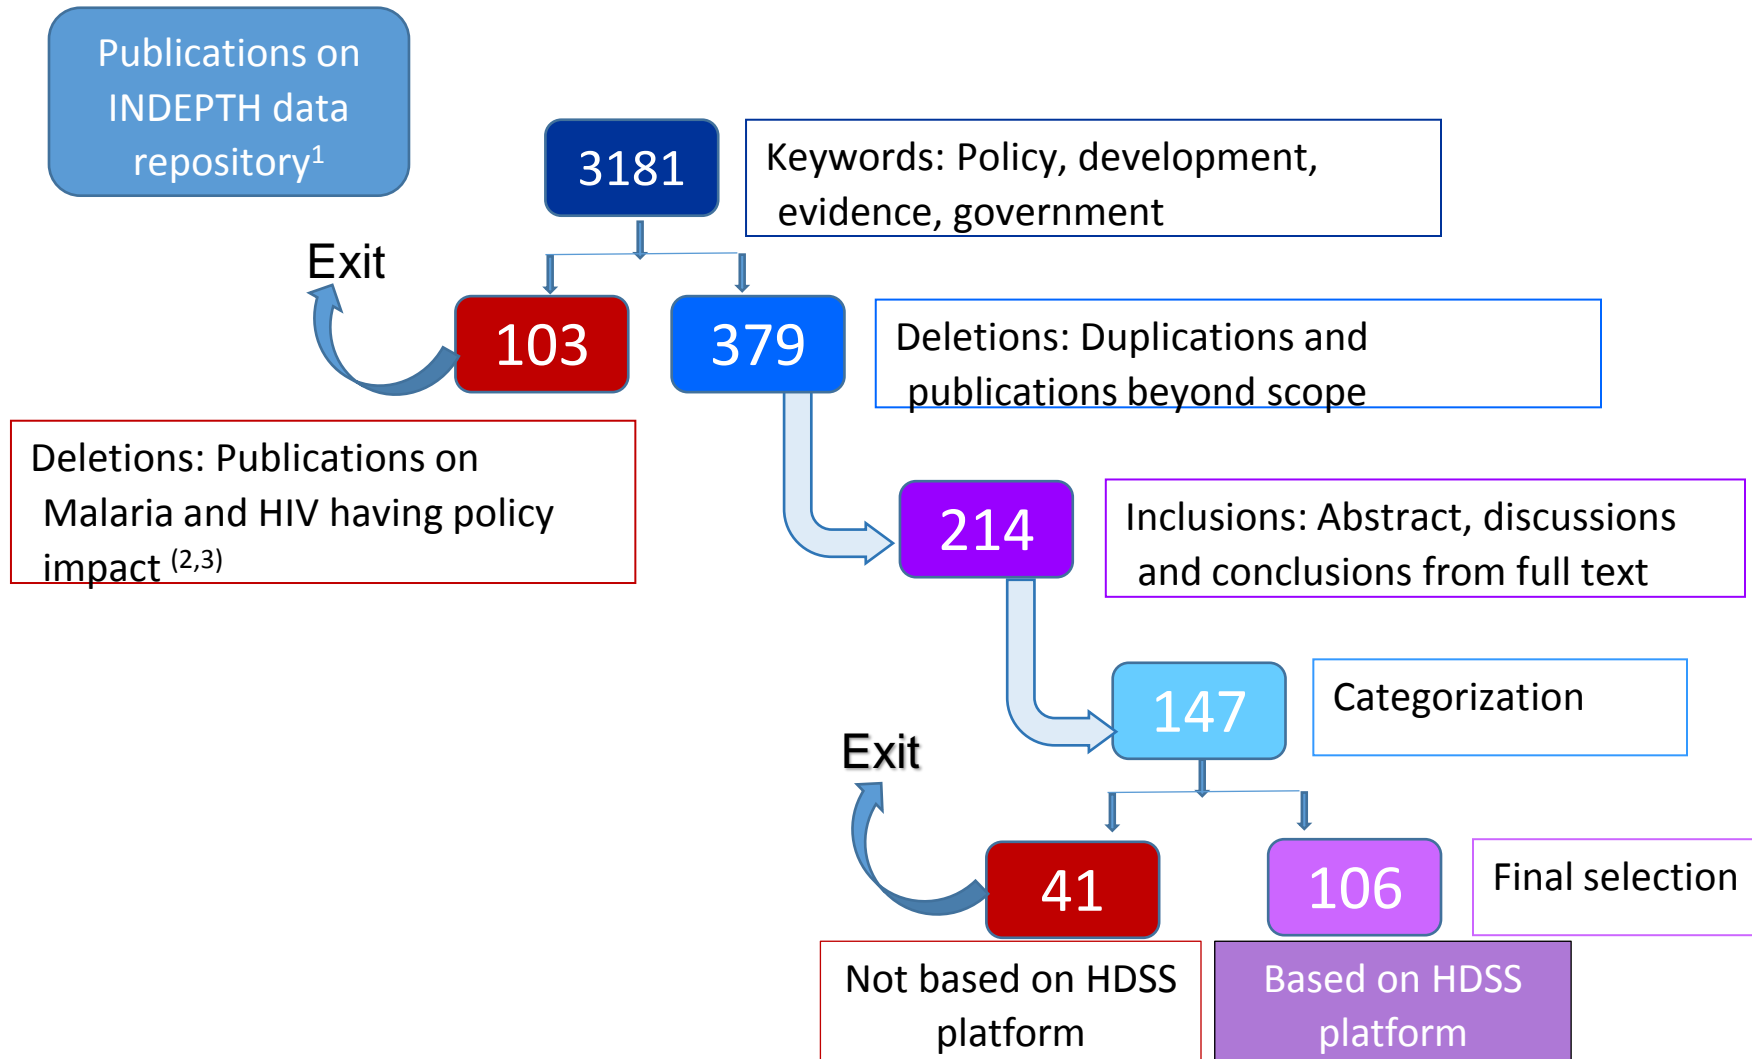 Publications on
INDEPTH data
repository1
3181
Keywords: Policy, development,
evidence, government
Exit
103
379
Deletions: Duplications and
publications beyond scope
Deletions: Publications on
Malaria and HIV having policy
impact (2,3)
214
Inclusions: Abstract, discussions
and conclusions from full text
147
Categorization
Exit
41
106
Final selection
Not based on HDSS
platform
Based on HDSS
platform